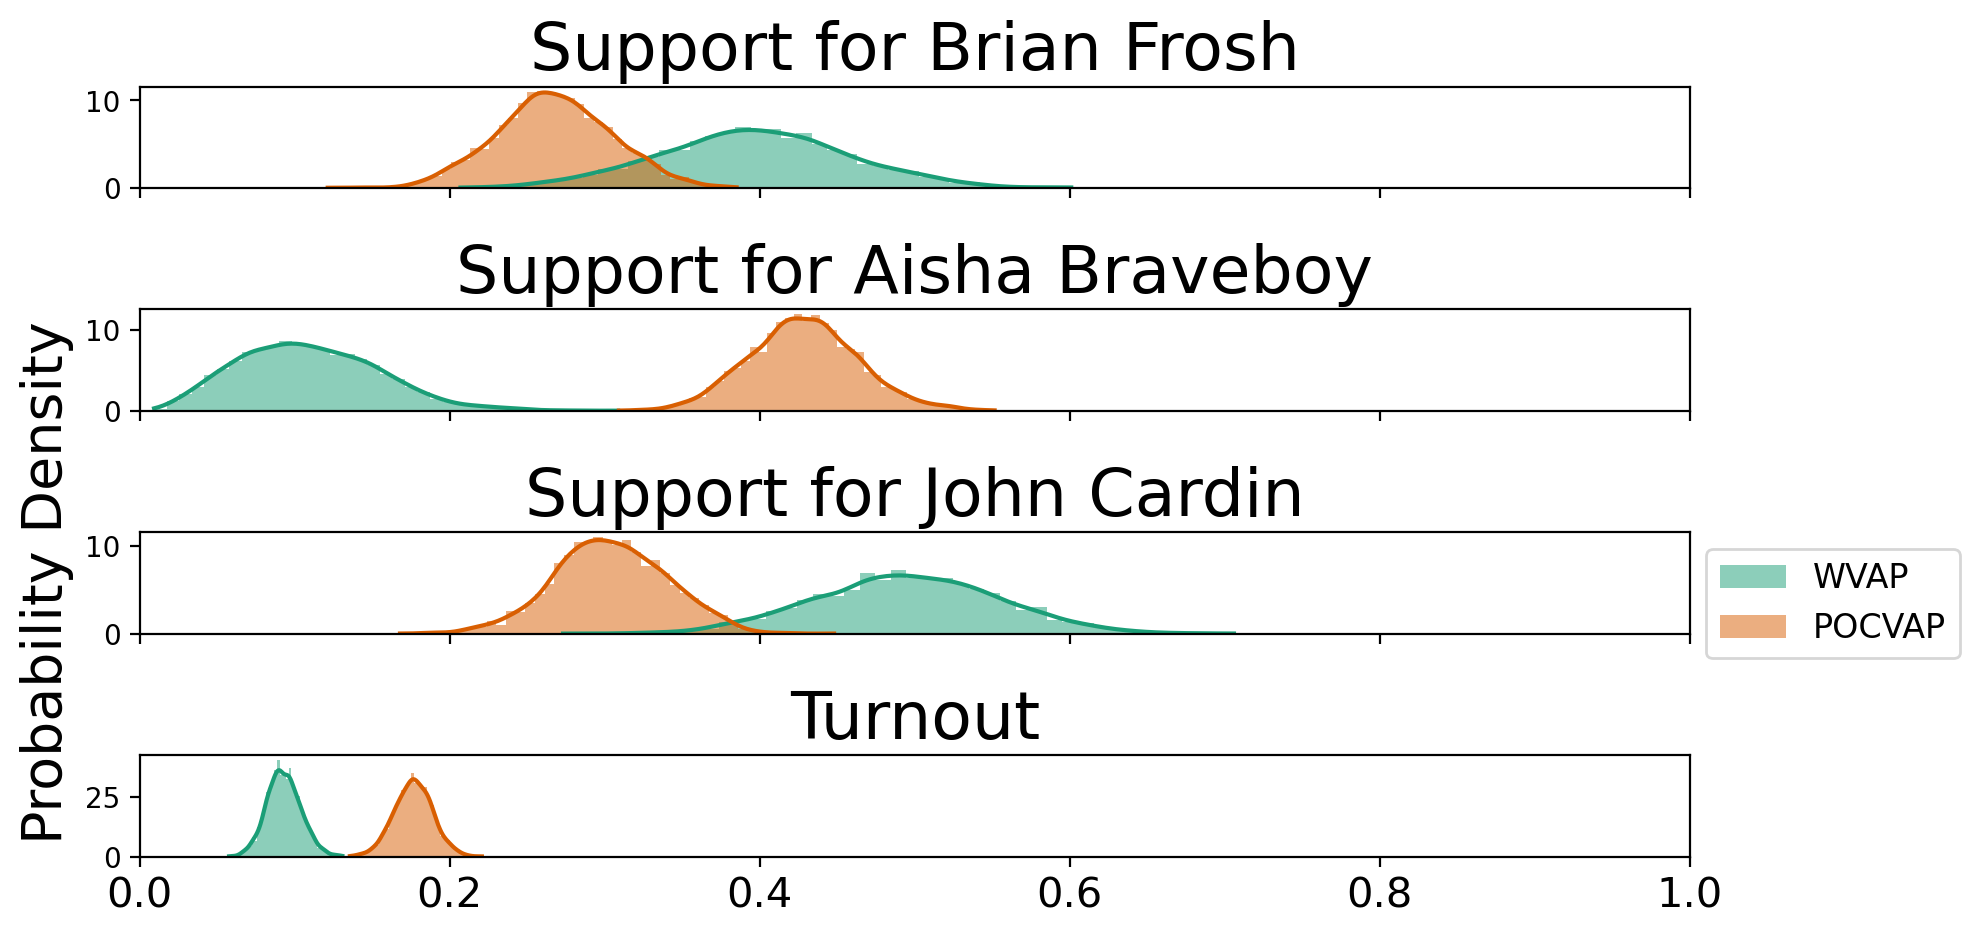 Support for Brian Frosh
10
0
Support for Aisha Braveboy
10
0
Support for John Cardin
10
0
Turnout
25
0
0.0 0.2 0.4 0.6 0.8 1.0
Probability Density
WVAP
POCVAP